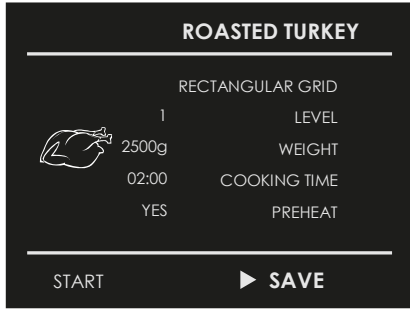 ROASTED TURKEY
RECTANGULAR GRID
1 LEVEL
2500g WEIGHT
02:00 COOKING TIME
YES PREHEAT
START ▶ SAVE